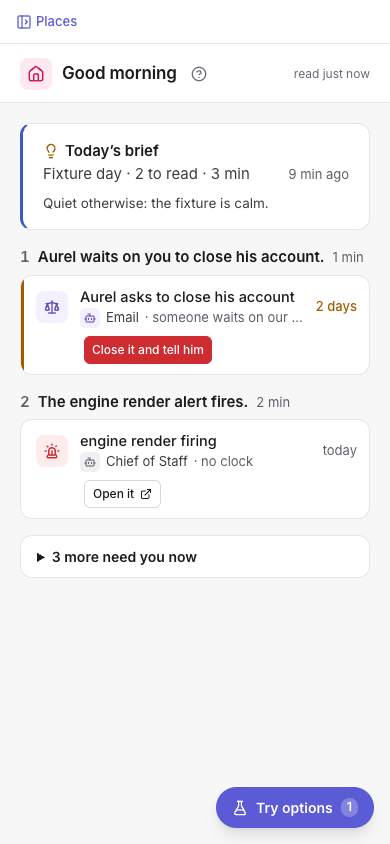 Places
Good morning
read just now
Today’s brief
Fixture day · 2 to read · 3 min
9 min ago
Quiet otherwise: the fixture is calm.
1 Aurel waits on you to close his account. 1 min
Aurel asks to close his account
2 days
Email · someone waits on our ...
Close it and tell him
2 The engine render alert fires. 2 min
engine render firing
today
Chief of Staff · no clock
Open it
3 more need you now
Try options 1